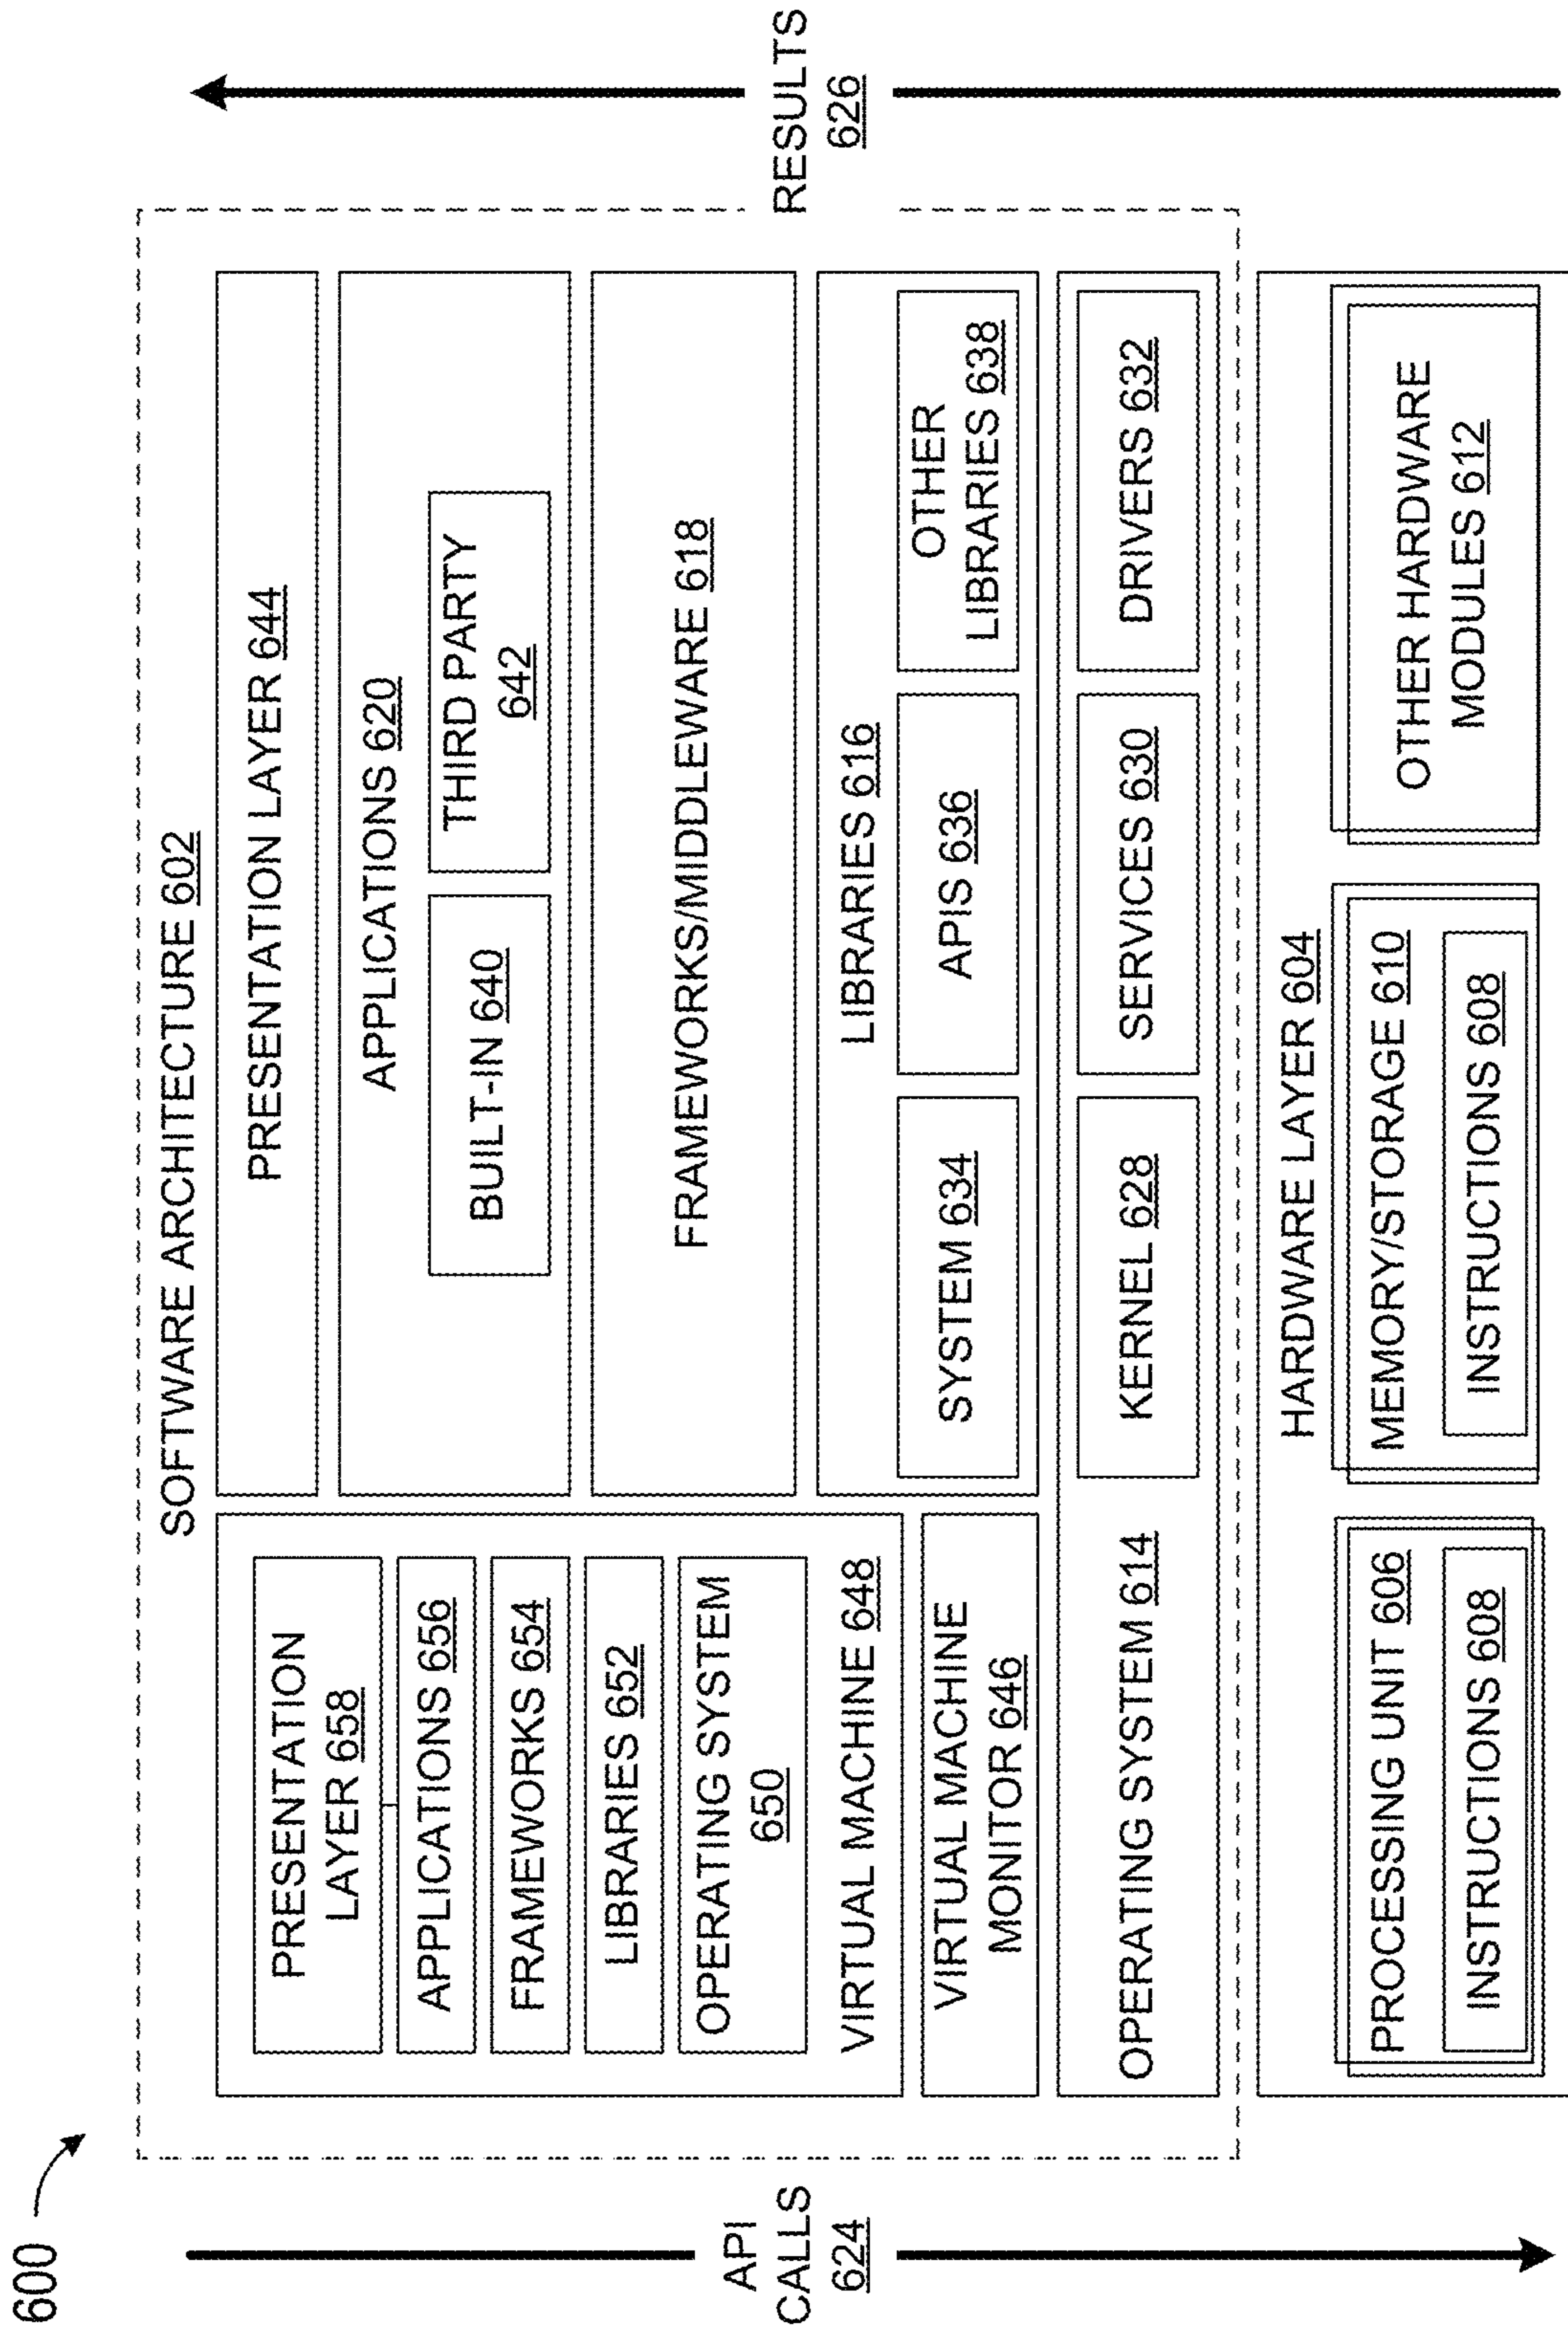 600
SOFTWARE ARCHITECTURE 602
PRESENTATION
LAYER 658
APPLICATIONS 656
FRAMEWORKS 654
LIBRARIES 652
OPERATING SYSTEM
650
VIRTUAL MACHINE 648
VIRTUAL MACHINE
MONITOR 646
PRESENTATION LAYER 644
APPLICATIONS 620
BUILT-IN 640
THIRD PARTY
642
FRAMEWORKS/MIDDLEWARE 618
LIBRARIES 616
SYSTEM 634
APIS 636
OTHER
LIBRARIES 638
OPERATING SYSTEM 614
KERNEL 628
SERVICES 630
DRIVERS 632
HARDWARE LAYER 604
PROCESSING UNIT 606
INSTRUCTIONS 608
MEMORY/STORAGE 610
INSTRUCTIONS 608
OTHER HARDWARE
MODULES 612
API
CALLS
624
RESULTS
626